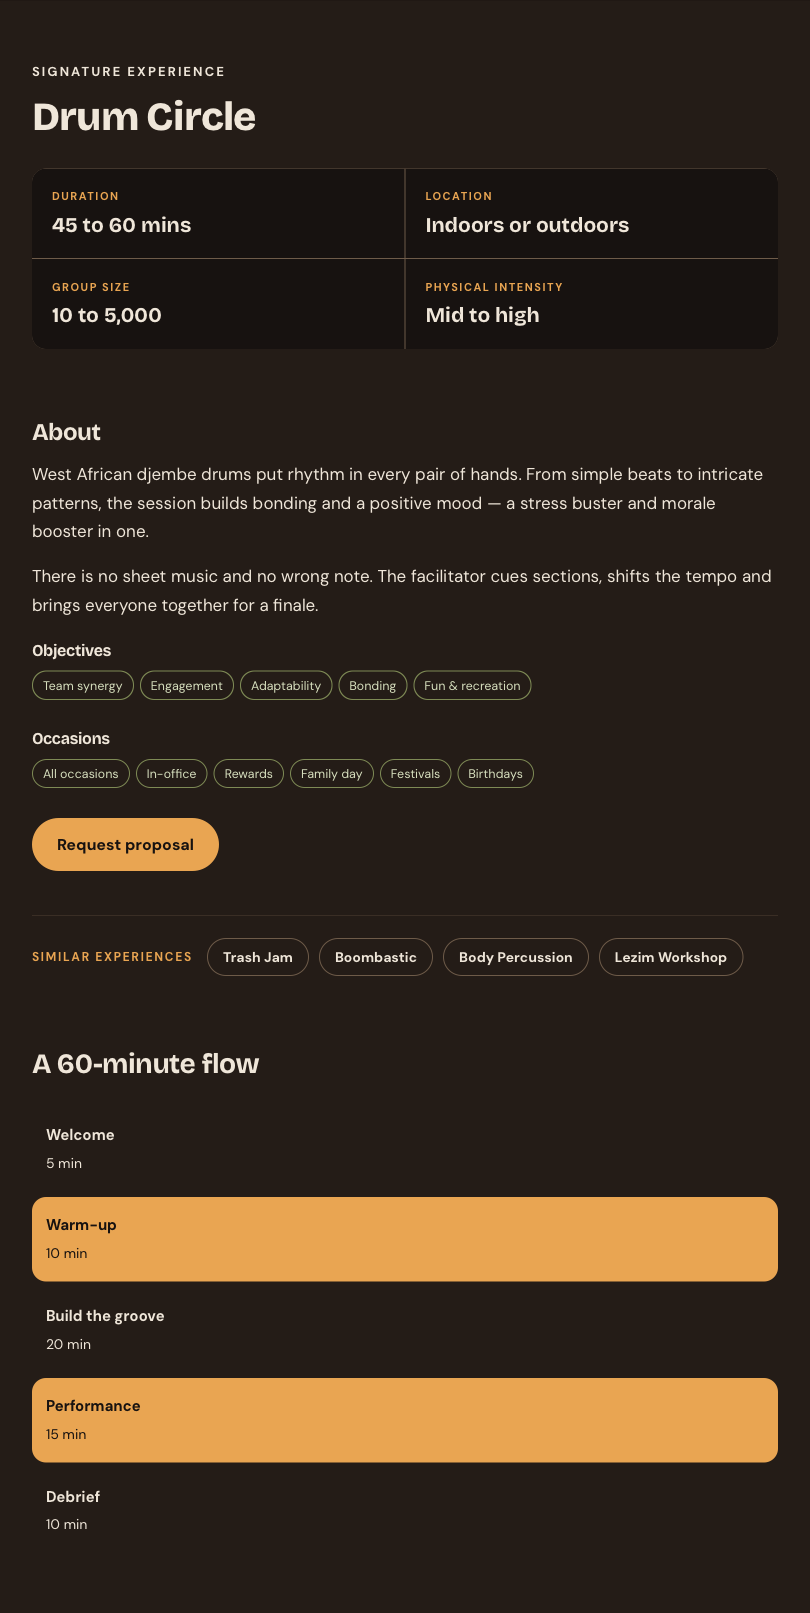 SIGNATURE EXPERIENCE
Drum Circle
DURATION
45 to 60 mins
LOCATION
Indoors or outdoors
GROUP SIZE
10 to 5,000
PHYSICAL INTENSITY
Mid to high
About
West African djembe drums put rhythm in every pair of hands. From simple beats to intricate
patterns, the session builds bonding and a positive mood — a stress buster and morale
booster in one.
There is no sheet music and no wrong note. The facilitator cues sections, shifts the tempo and
brings everyone together for a finale.
Objectives
Team synergy Engagement Adaptability Bonding Fun & recreation
Occasions
All occasions In-office Rewards Family day Festivals Birthdays
Request proposal
SIMILAR EXPERIENCES Trash Jam Boombastic Body Percussion Lezim Workshop
A 60-minute flow
Welcome
5 min
Warm-up
10 min
Build the groove
20 min
Performance
15 min
Debrief
10 min